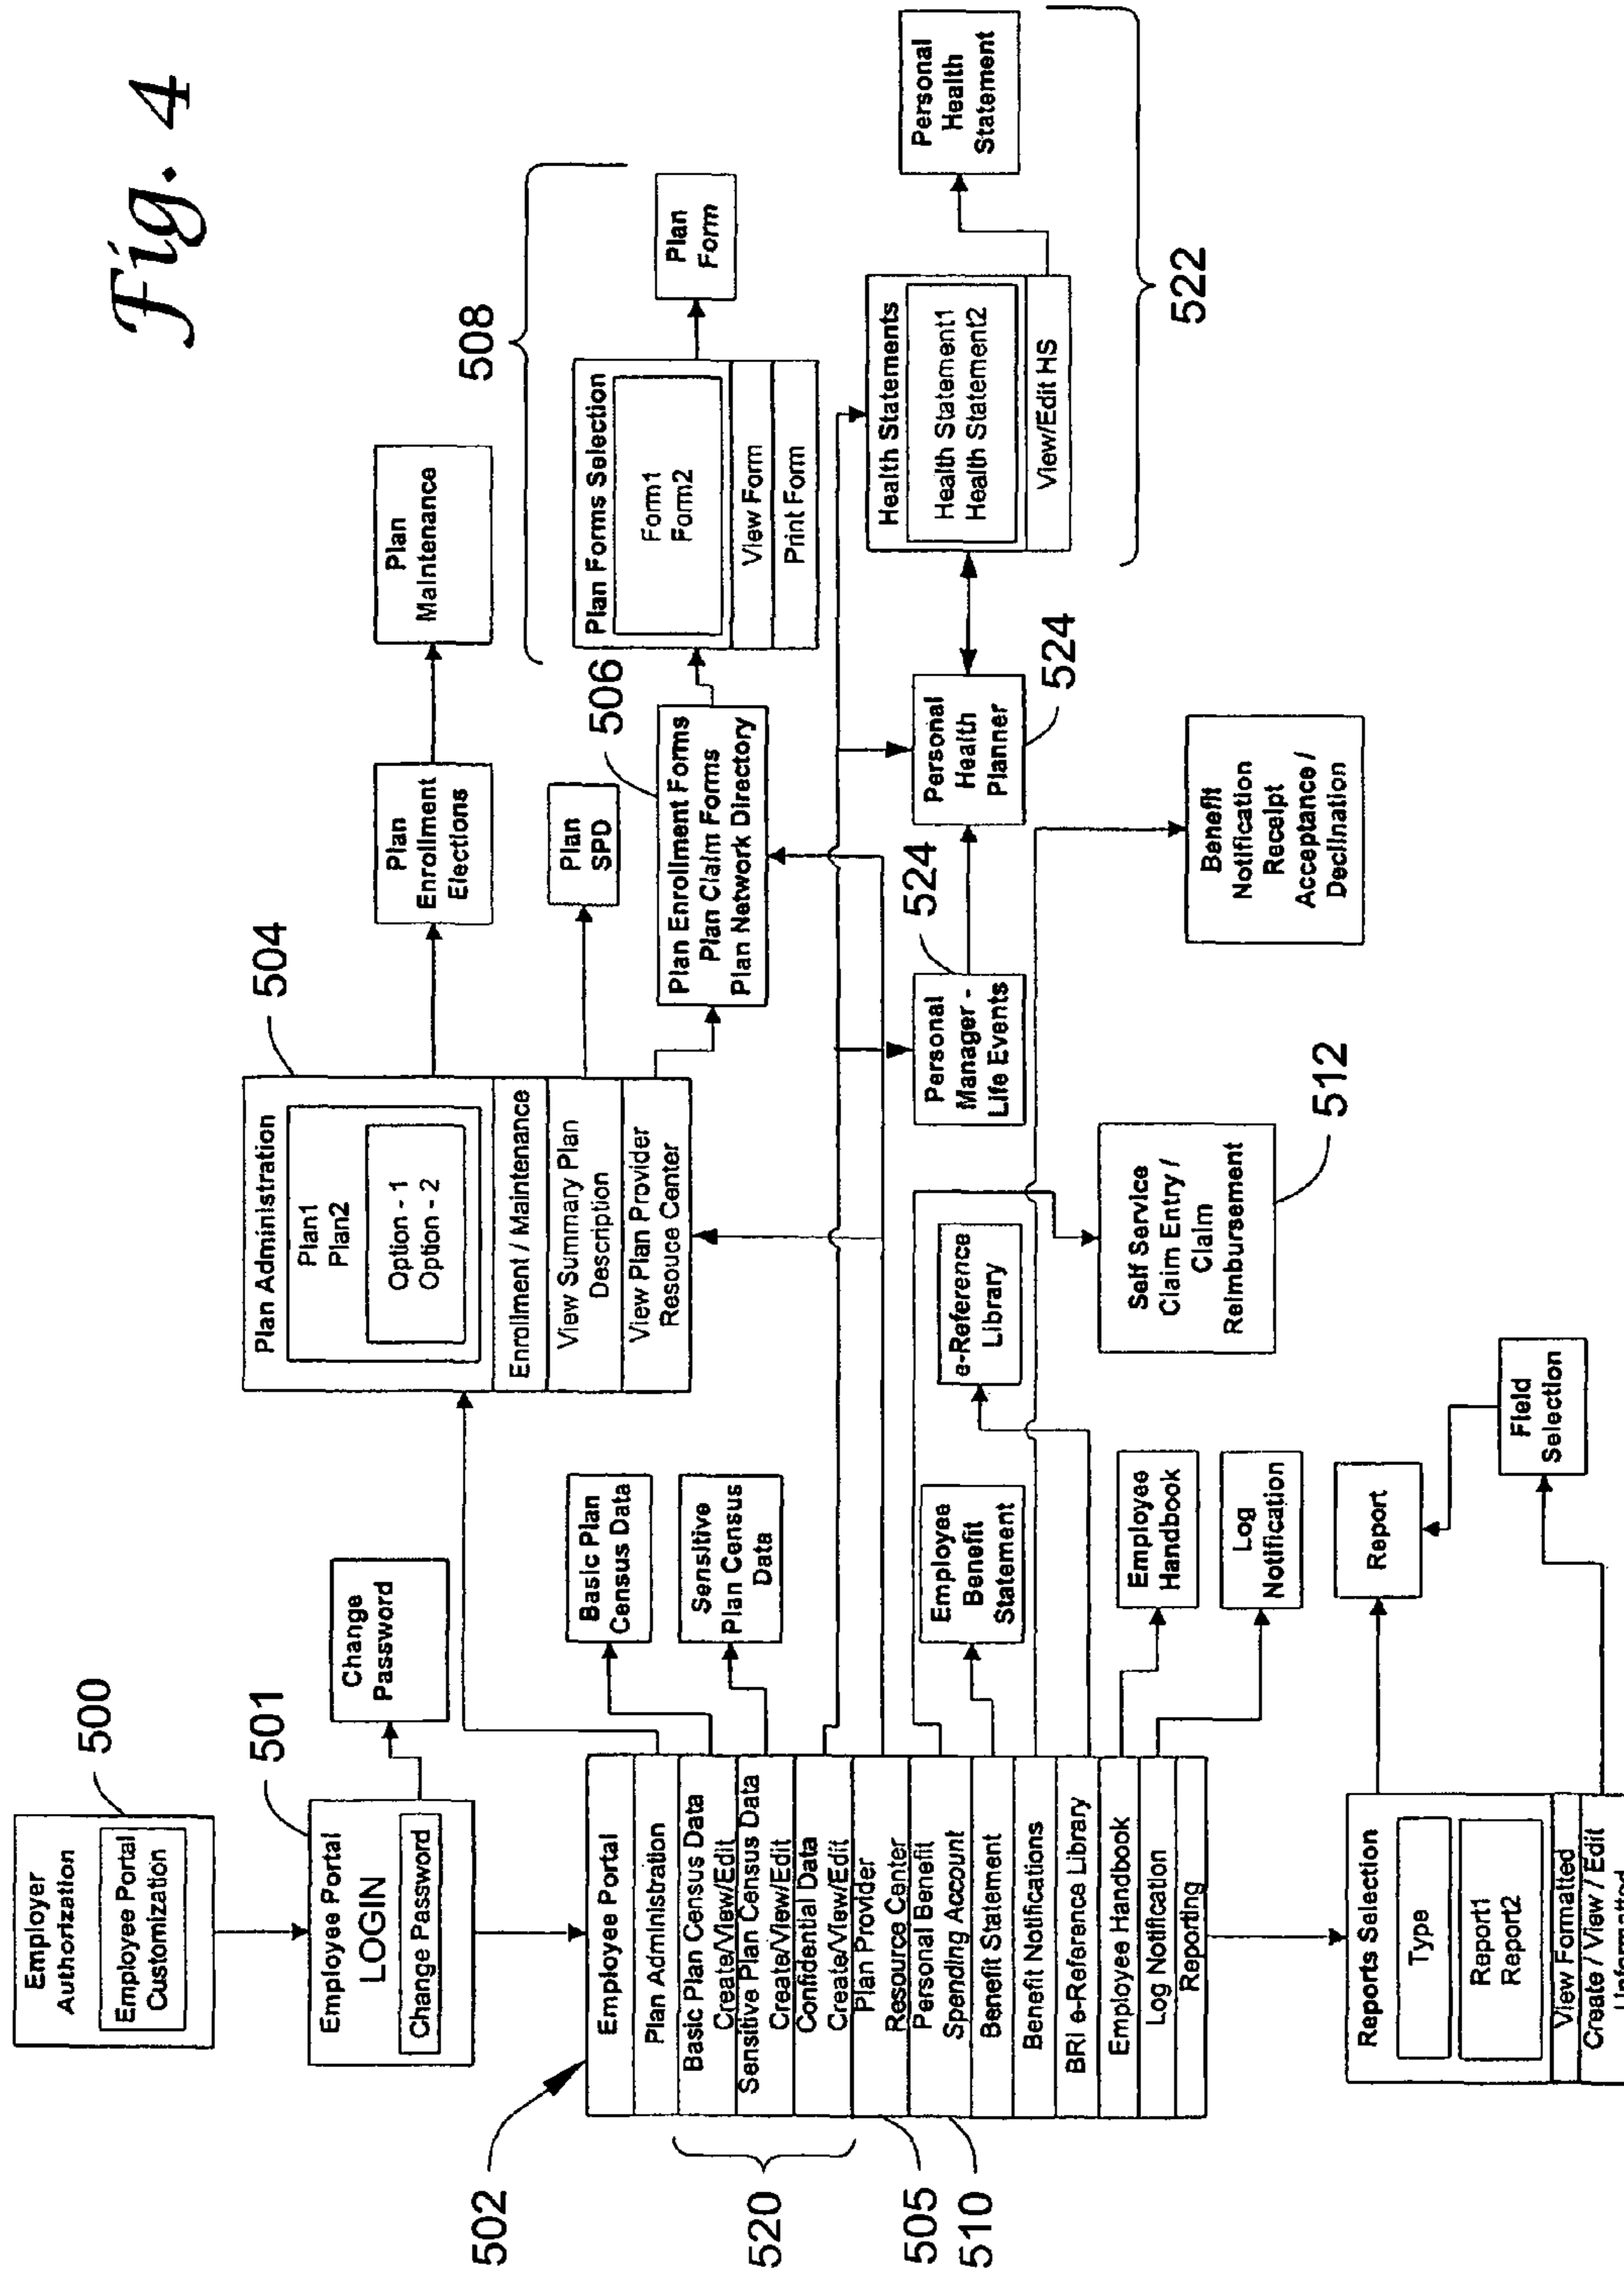 Fig. 4
Employer
Authorization
Employee Portal
Customization
500
Employee Portal
LOGIN
Change Password
501
Change
Password
502
Employee Portal
Plan Administration
Basic Plan Census Data
Create/View/Edit
Sensitive Plan Census Data
Create/View/Edit
Confidential Data
Create/View/Edit
Plan Provider
Resource Center
Personal Benefit
Spending Account
Benefit Statement
Benefit Notifications
BRI e-Reference Library
Employee Handbook
Log Notification
Reporting
520
505
510
Plan Administration
Plan1
Plan2
Option - 1
Option - 2
Enrollment / Maintenance
View Summary Plan
Description
View Plan Provider
Resouce Center
504
Plan
Enrollment
Elections
Plan
Maintenance
Plan
SPD
Plan Enrollment Forms
Plan Claim Forms
Plan Network Directory
506
508
Plan Forms Selection
Form1
Form2
View Form
Print Form
Plan
Form
Basic Plan
Census Data
Sensitive
Plan Census
Data
Personal
Manager -
Life Events
524
Personal
Health
Planner
524
Health Statements
Health Statement1
Health Statement2
View/Edit HS
Personal
Health
Statement
522
Employee
Benefit
Statement
e-Reference
Library
Self Service
Claim Entry /
Claim
Reimbursement
512
Benefit
Notification
Receipt
Acceptance /
Declination
Employee
Handbook
Log
Notification
Reports Selection
Type
Report1
Report2
View Formatted
Create / View / Edit
Report
Field
Selection